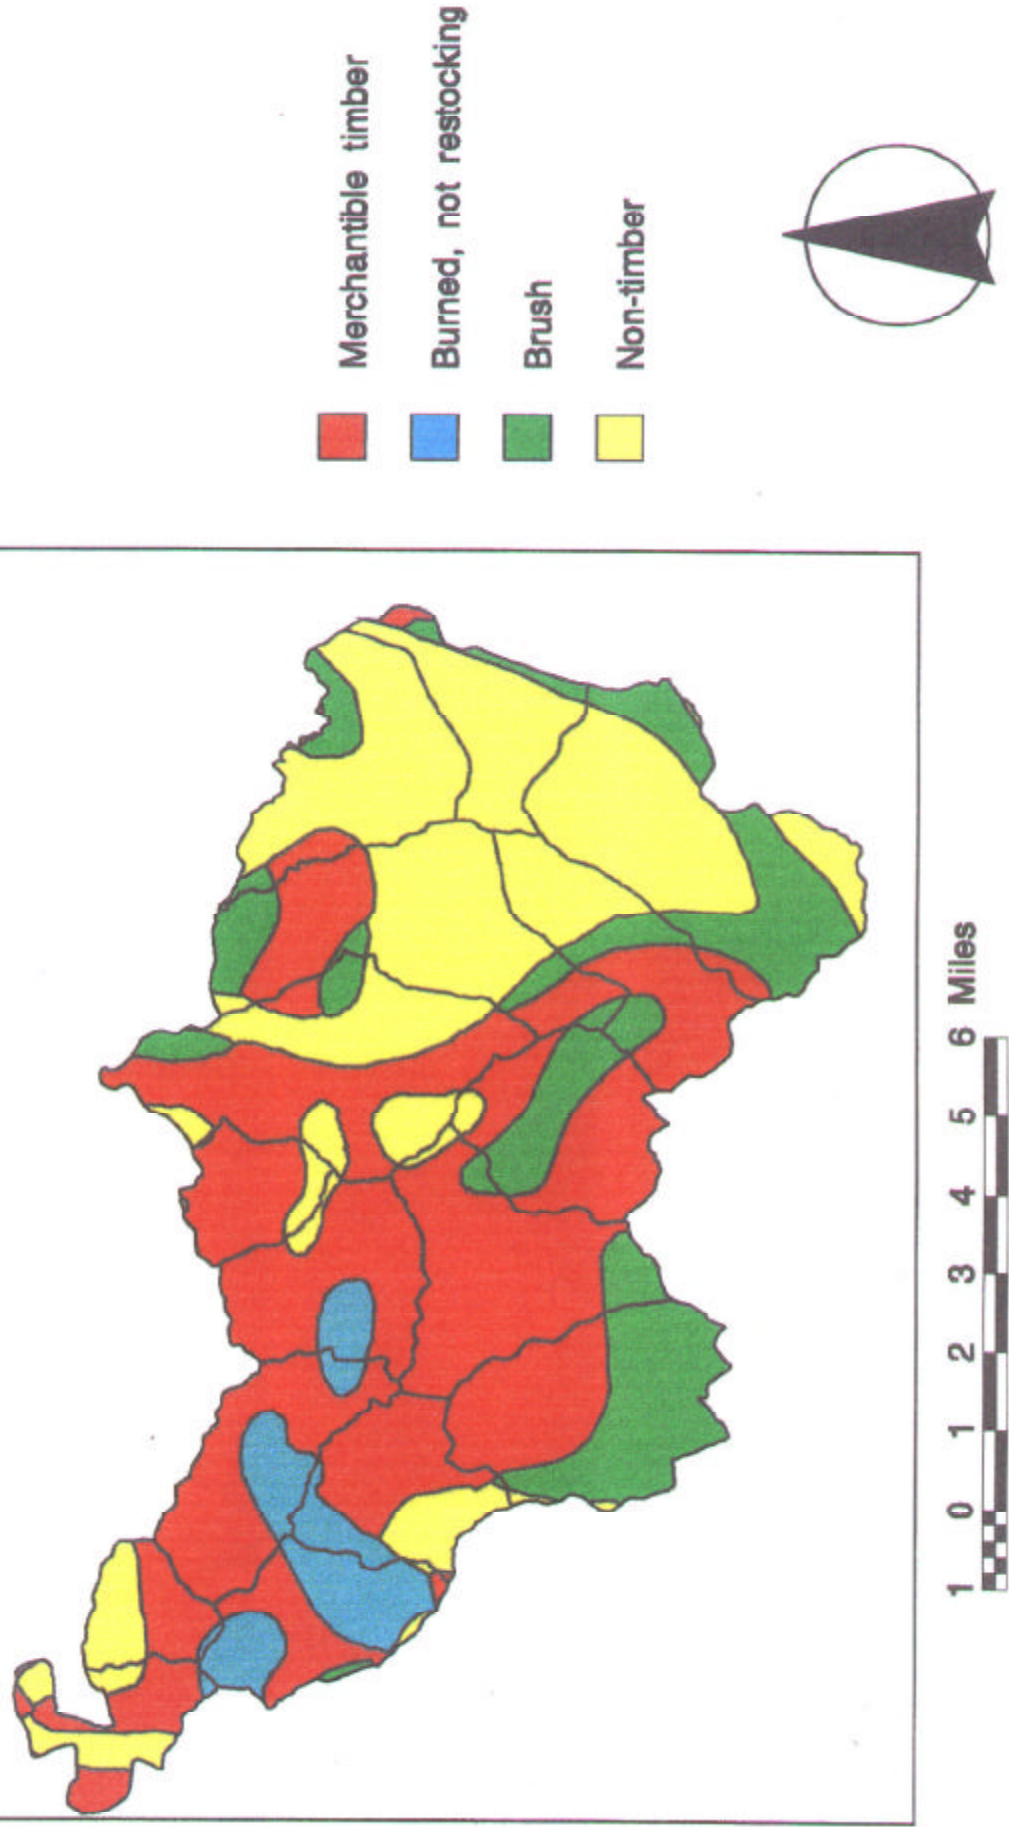 Merchantible timber
Burned, not restocking
Brush
Non-timber
1 0 1 2 3 4 5 6 Miles